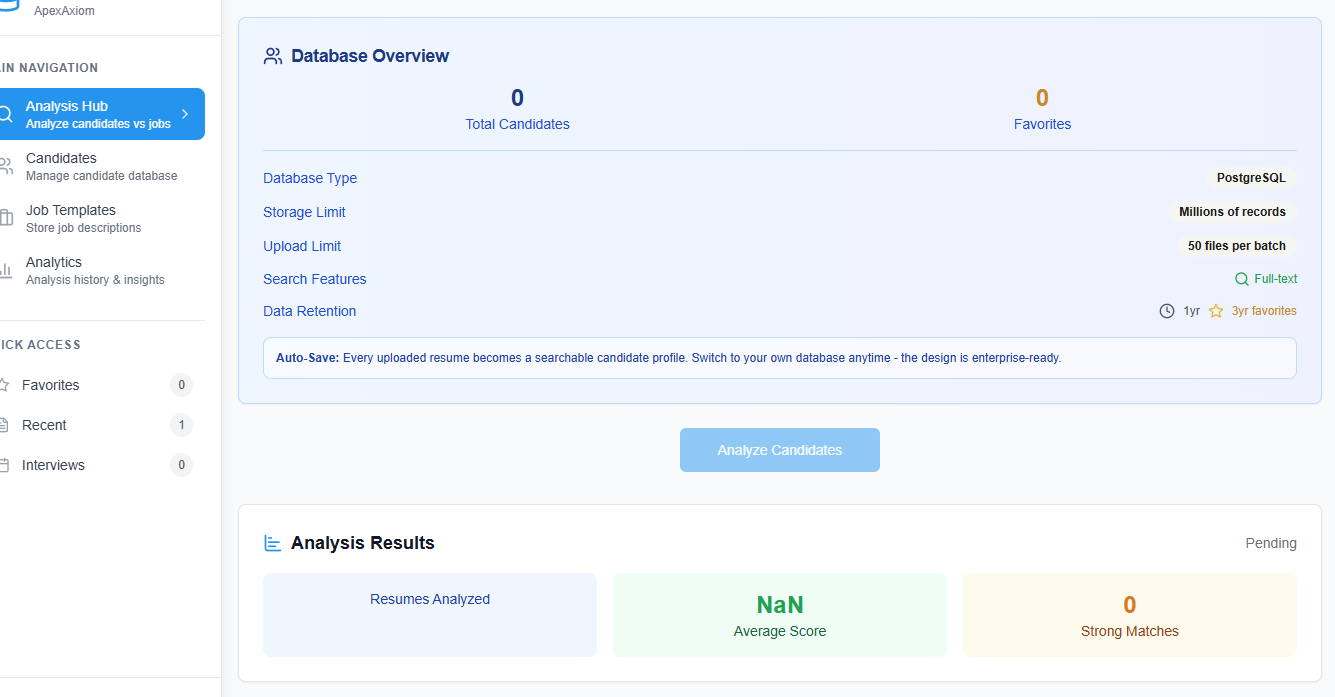 ApexAxiom
IN NAVIGATION
Analysis Hub
Analyze candidates vs jobs
Candidates
Manage candidate database
Job Templates
Store job descriptions
Analytics
Analysis history & insights
ICK ACCESS
Favorites 0
Recent 1
Interviews 0
Database Overview
0
Total Candidates
0
Favorites
Database Type PostgreSQL
Storage Limit Millions of records
Upload Limit 50 files per batch
Search Features Full-text
Data Retention 1yr 3yr favorites
Auto-Save: Every uploaded resume becomes a searchable candidate profile. Switch to your own database anytime - the design is enterprise-ready.
Analyze Candidates
Analysis Results Pending
Resumes Analyzed
NaN
Average Score
0
Strong Matches